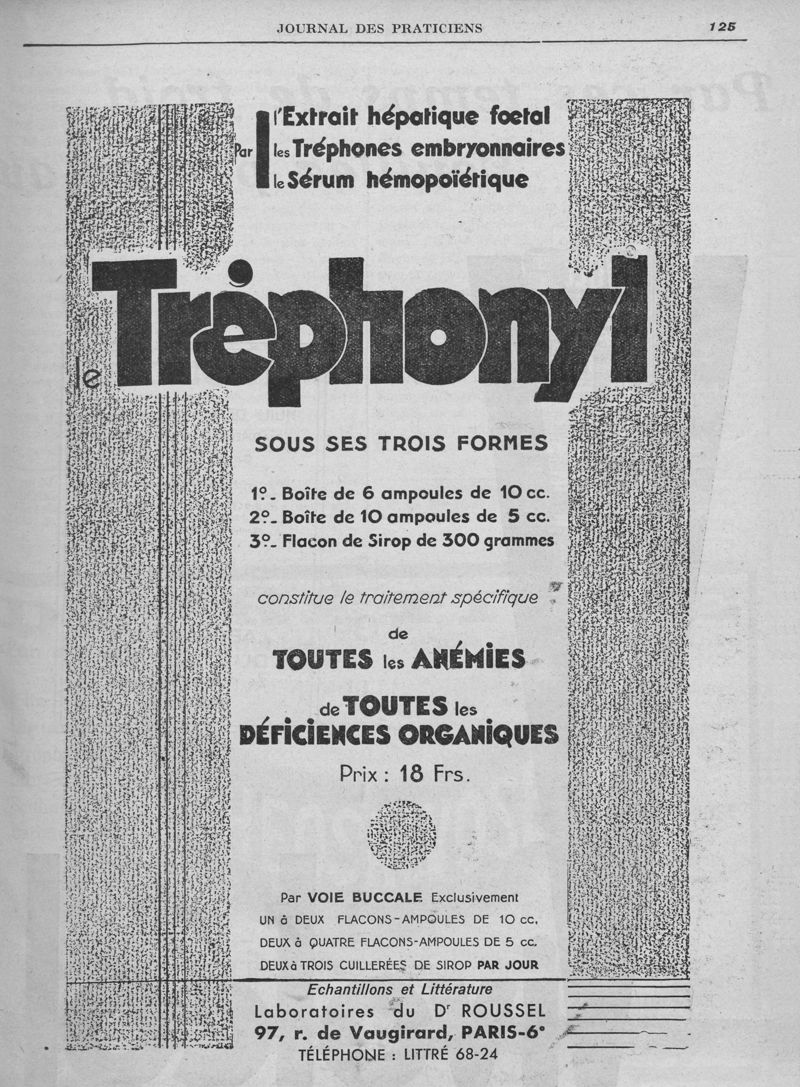 JOURNAL DES PRATICIENS 125
l'Extrait hépatique foetal
Par les Tréphones embryonnaires
le Sérum hémopoïétique
le Tréphonyl
SOUS SES TROIS FORMES
1º_ Boîte de 6 ampoules de 10 cc.
2º_ Boîte de 10 ampoules de 5 cc.
3º_ Flacon de Sirop de 300 grammes
constitue le traitement spécifique
de
TOUTES les ANÉMIES
de TOUTES les
DÉFICIENCES ORGANIQUES
Prix : 18 Frs.
Par VOIE BUCCALE Exclusivement
UN à DEUX FLACONS-AMPOULES DE 10 cc.
DEUX à QUATRE FLACONS-AMPOULES DE 5 cc.
DEUX à TROIS CUILLERÉES DE SIROP PAR JOUR
Echantillons et Littérature
Laboratoires du Dr ROUSSEL
97, r. de Vaugirard, PARIS-6e
TÉLÉPHONE : LITTRÉ 68-24